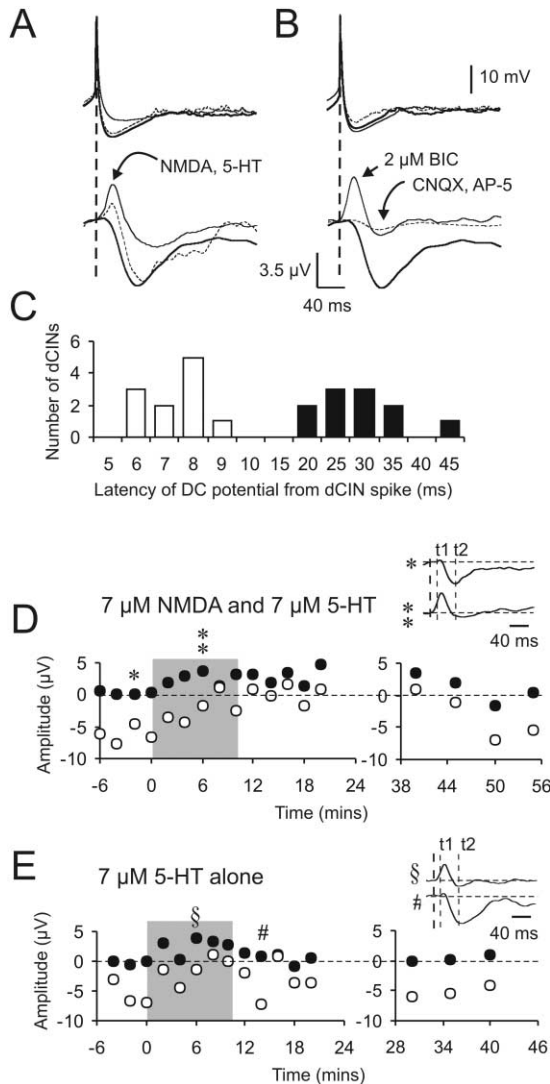 A
B
10 mV
NMDA, 5-HT
2 µM BIC
CNQX, AP-5
3.5 µV
40 ms
C
Number of dCINs
6
4
2
0
5 6 7 8 9 10 15 20 25 30 35 40 45
Latency of DC potential from dCIN spike (ms)
D
7 µM NMDA and 7 µM 5-HT
t1 t2
*
*
*
40 ms
*
*
*
Amplitude (µV)
5
0
-5
-10
-6 0 6 12 18 24
38 44 50 56
Time (mins)
E
7 µM 5-HT alone
t1 t2
§
#
40 ms
§
#
Amplitude (µV)
5
0
-5
-10
-6 0 6 12 18 24
28 34 40 46
Time (mins)